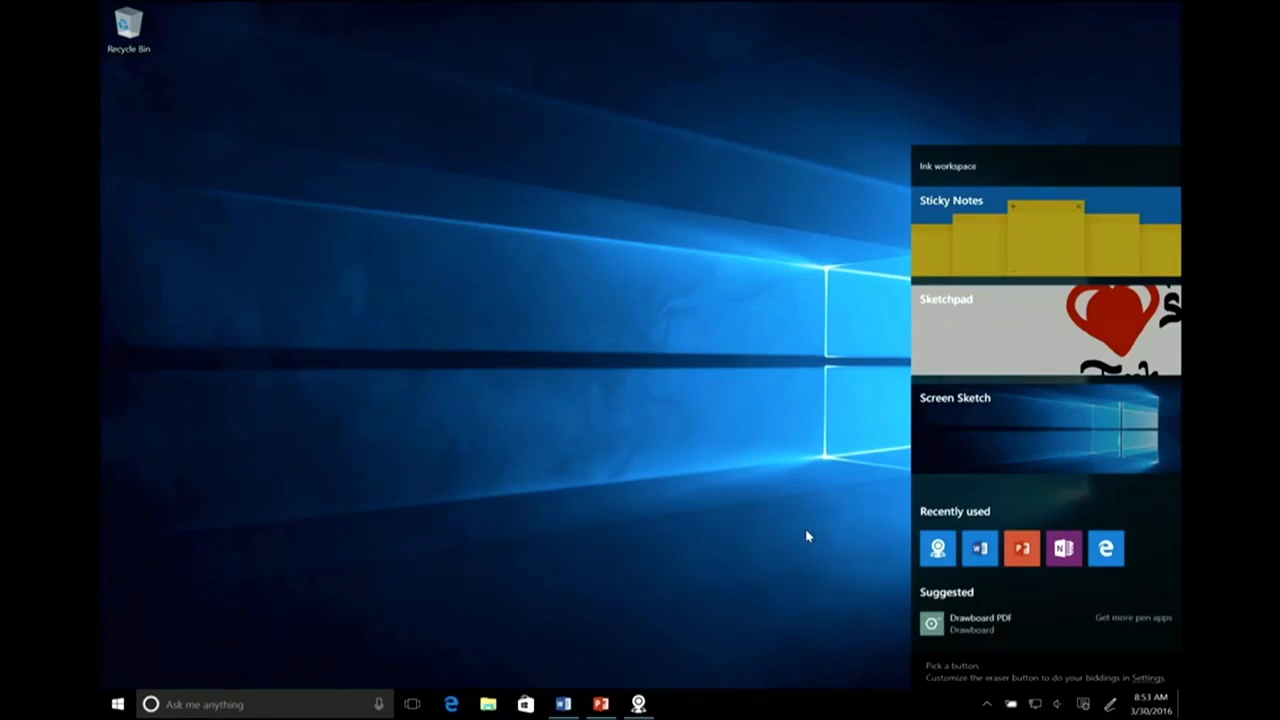 Recycle Bin
Ink workspace
Sticky Notes
Sketchpad
Screen Sketch
Recently used
Suggested
Drawboard PDF
Drawboard
Get more pen apps
Pick a button.
Customize the eraser button to do your biddings in Settings.
Ask me anything
8:53 AM
3/30/2016